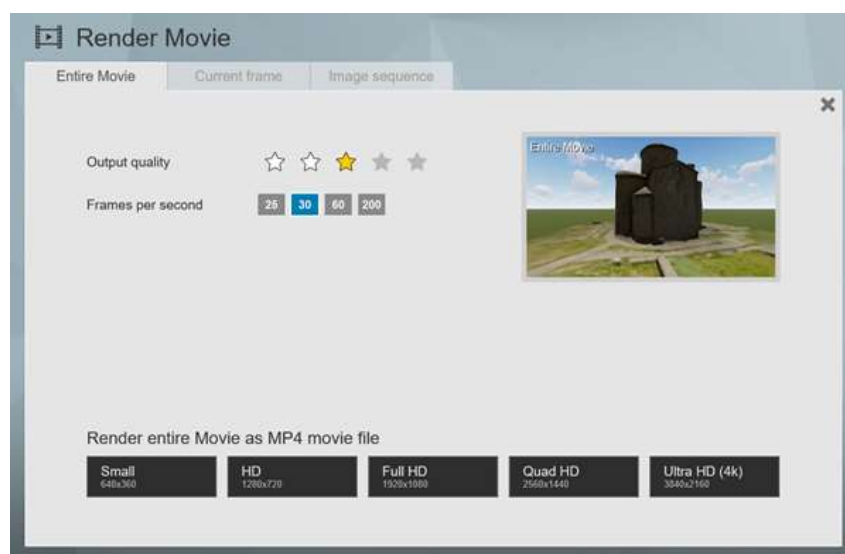 Render Movie
Entire Movie Current frame Image sequence
Output quality
Entire Movie
Frames per second 25 30 60 200
Render entire Movie as MP4 movie file
Small HD Full HD Quad HD Ultra HD (4k)
640x360 1280x720 1920x1080 2560x1440 3840x2160